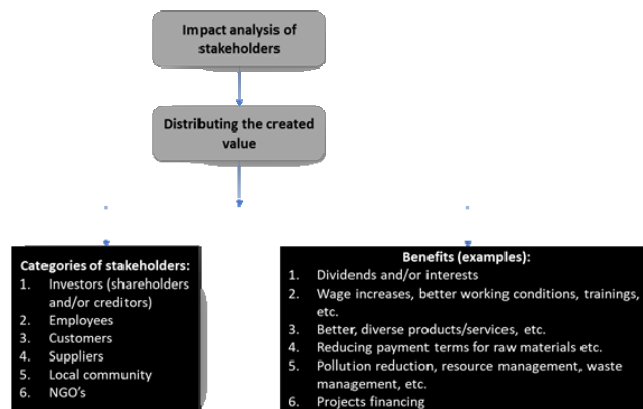 Impact analysis of
stakeholders
Distributing the created
value
Categories of stakeholders:
1. Investors (shareholders
and/or creditors)
2. Employees
3. Customers
4. Suppliers
5. Local community
6. NGO's
Benefits (examples):
1. Dividends and/or interests
2. Wage increases, better working conditions, trainings,
etc.
3. Better, diverse products/services, etc.
4. Reducing payment terms for raw materials etc.
5. Pollution reduction, resource management, waste
management, etc.
6. Projects financing